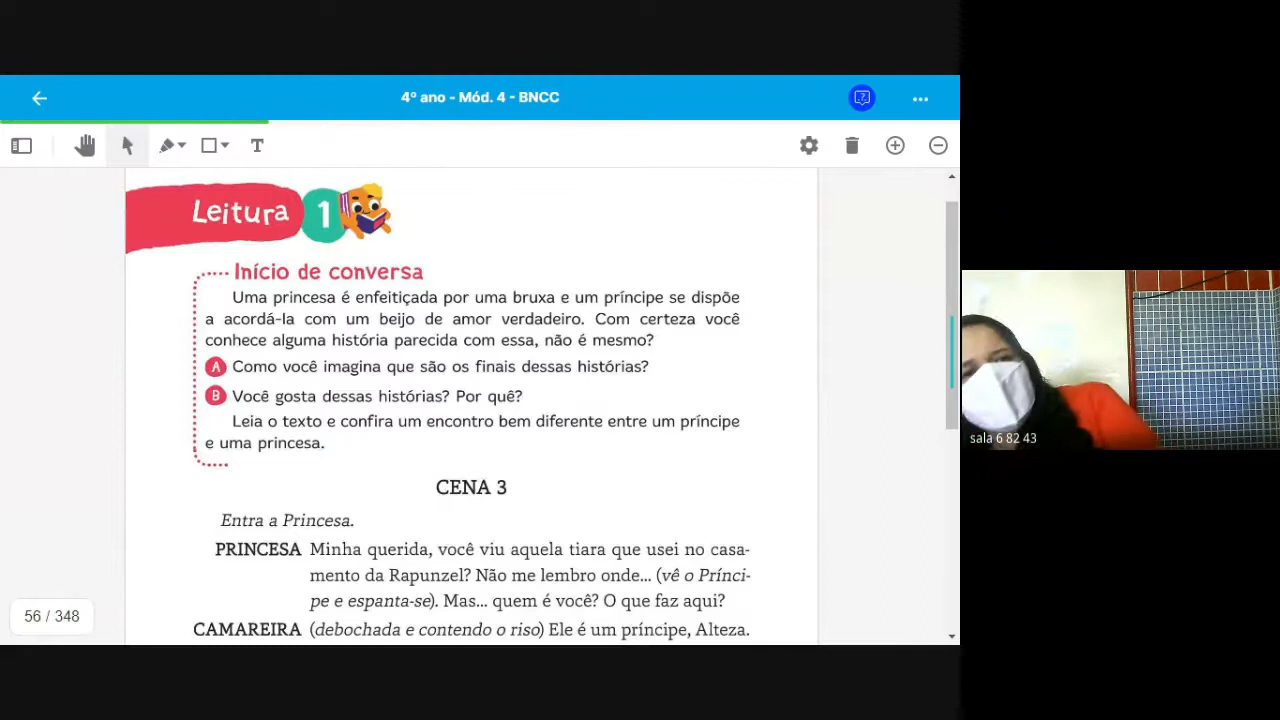 4º ano - Mód. 4 - BNCC
T
Leitura 1
Início de conversa
Uma princesa é enfeitiçada por uma bruxa e um príncipe se dispõe
a acordá-la com um beijo de amor verdadeiro. Com certeza você
conhece alguma história parecida com essa, não é mesmo?
A Como você imagina que são os finais dessas histórias?
B Você gosta dessas histórias? Por quê?
Leia o texto e confira um encontro bem diferente entre um príncipe
e uma princesa.
CENA 3
Entra a Princesa.
PRINCESA Minha querida, você viu aquela tiara que usei no casa-
mento da Rapunzel? Não me lembro onde... (vê o Prínci-
pe e espanta-se). Mas... quem é você? O que faz aqui?
CAMAREIRA (debochada e contendo o riso) Ele é um príncipe, Alteza.
56 / 348
sala 6 82 43